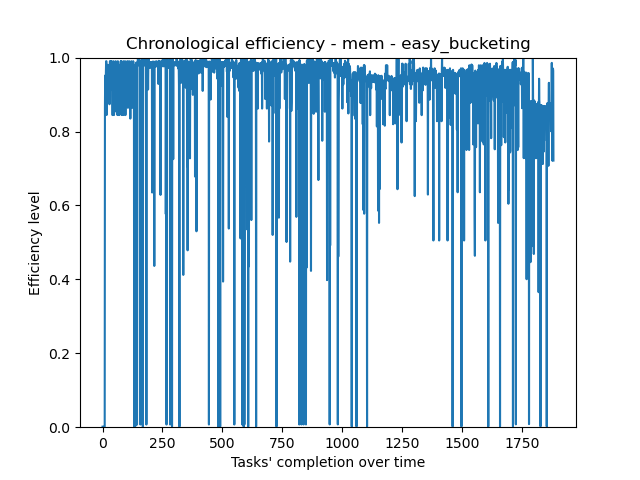 Chronological efficiency - mem - easy_bucketing
1.0
0.8
0.6
0.4
0.2
0.0
Efficiency level
0 250 500 750 1000 1250 1500 1750
Tasks' completion over time